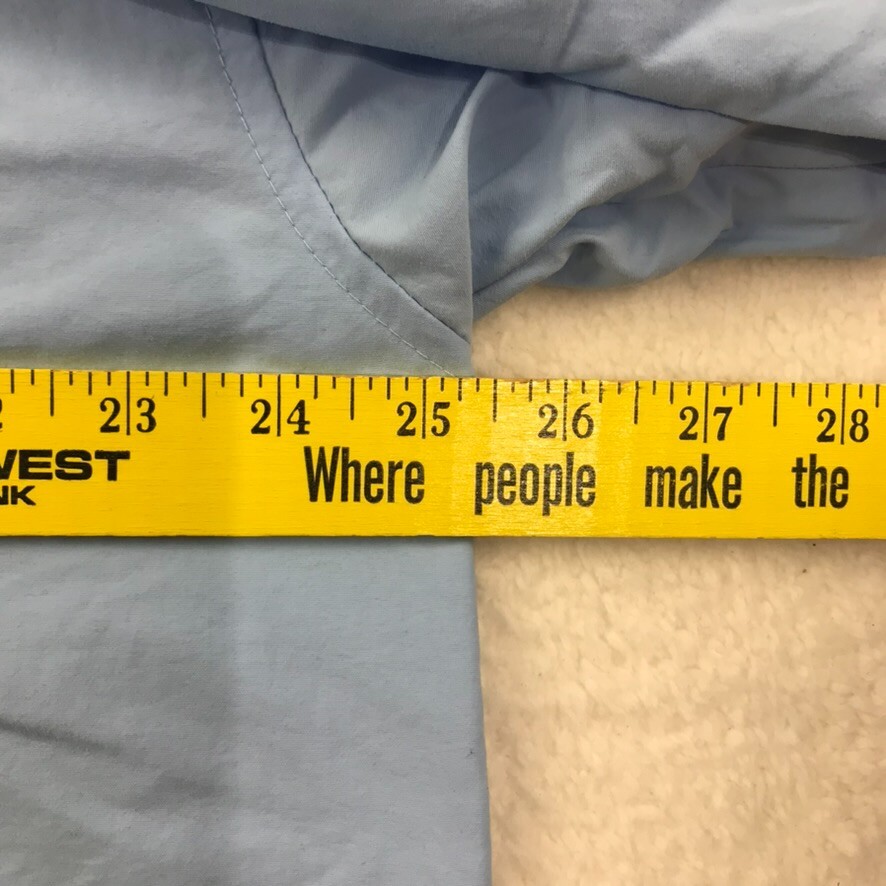 23 24 25 26 27 28
VEST Where people make the
NK